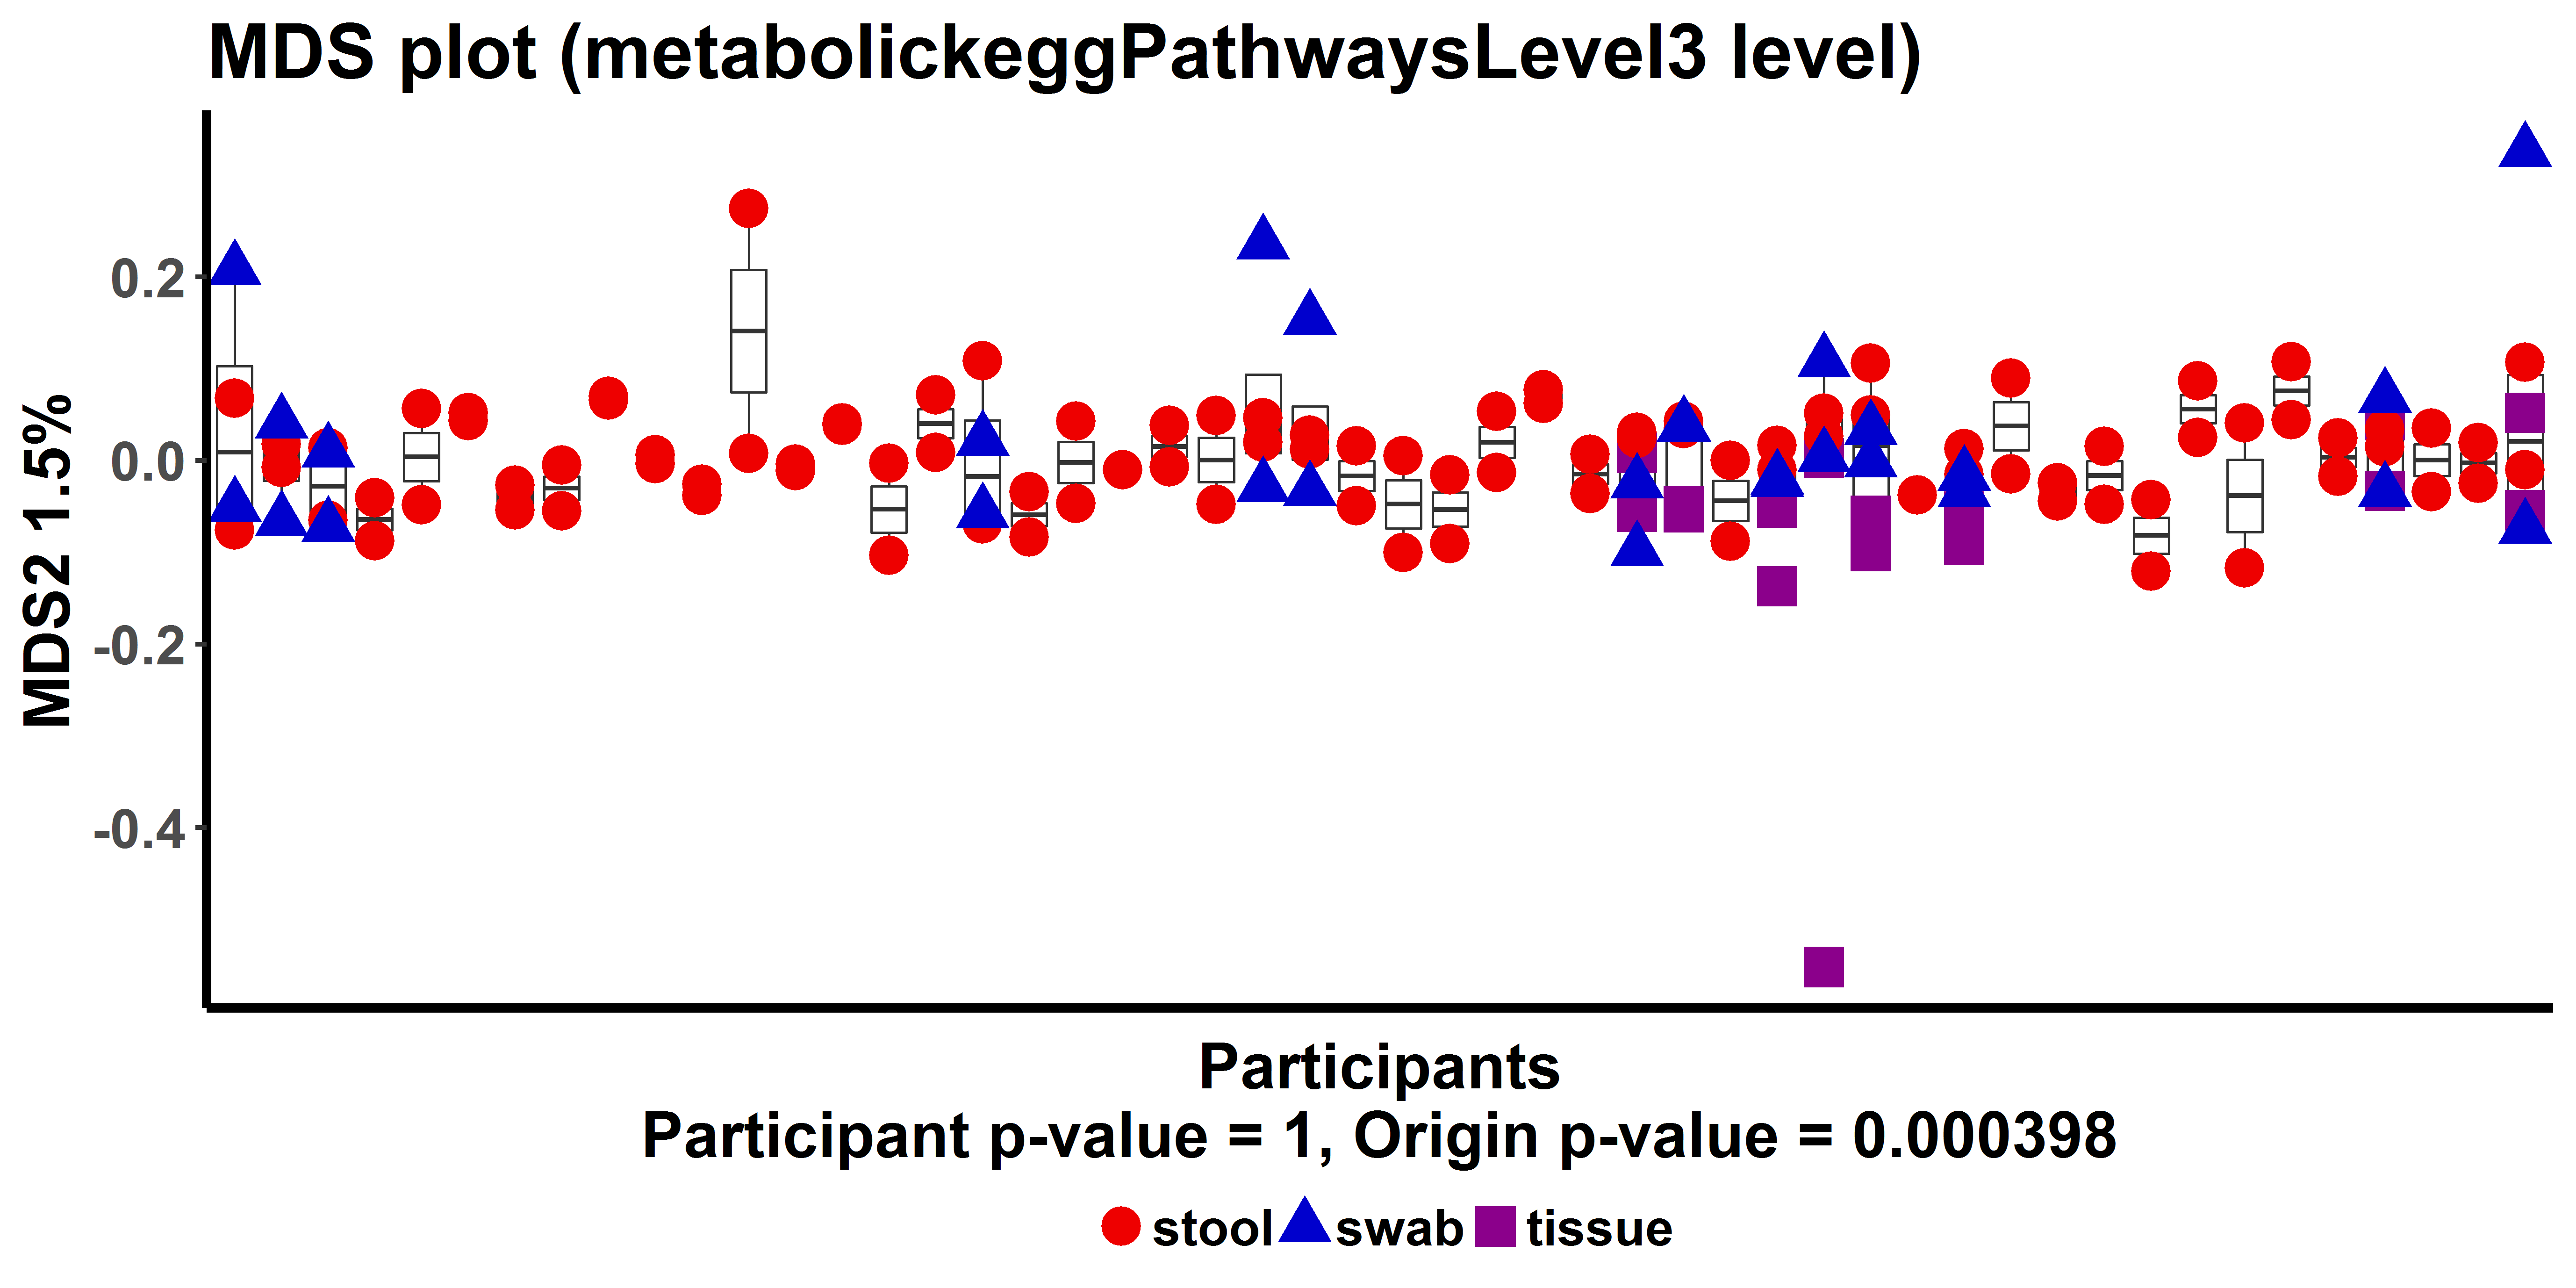 MDS plot (metabolickeggPathwaysLevel3 level)
MDS2 1.5%
0.2
0.0
-0.2
-0.4
Participants
Participant p-value = 1, Origin p-value = 0.000398
stool swab tissue